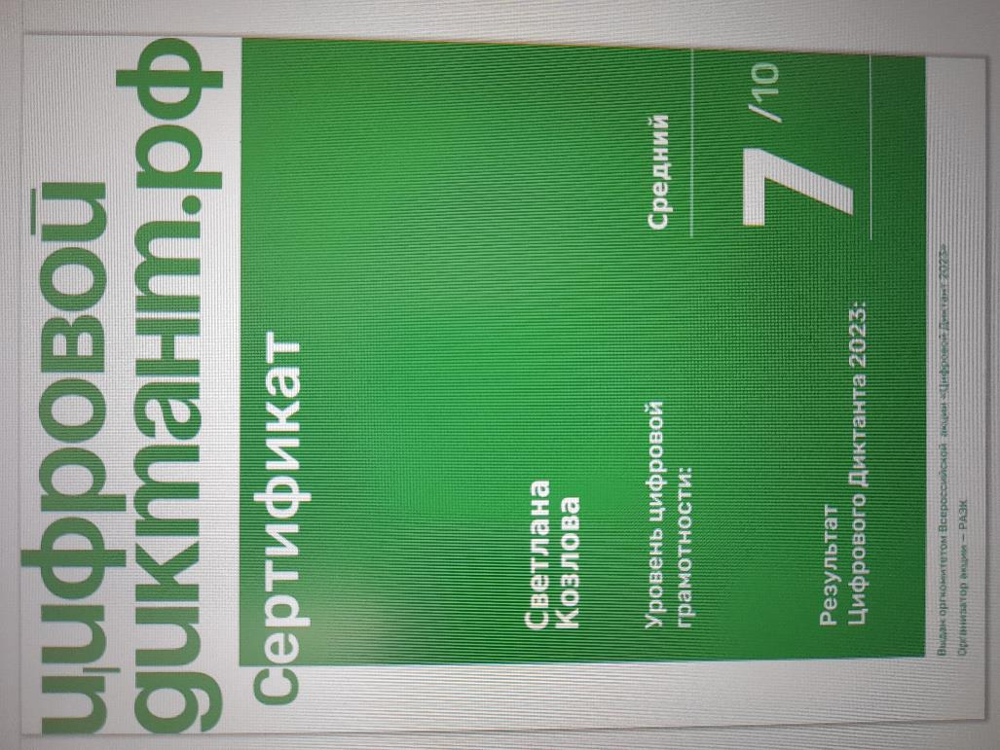 цифровой
диктант.рф
Сертификат
Светлана
Козлова
Уровень цифровой
грамотности:
Средний
Результат
Цифрового Диктанта 2023:
7/10
Выдан оргкомитетом Всероссийской акции «Цифровой Диктант 2023»
Организатор акции – РАЭК